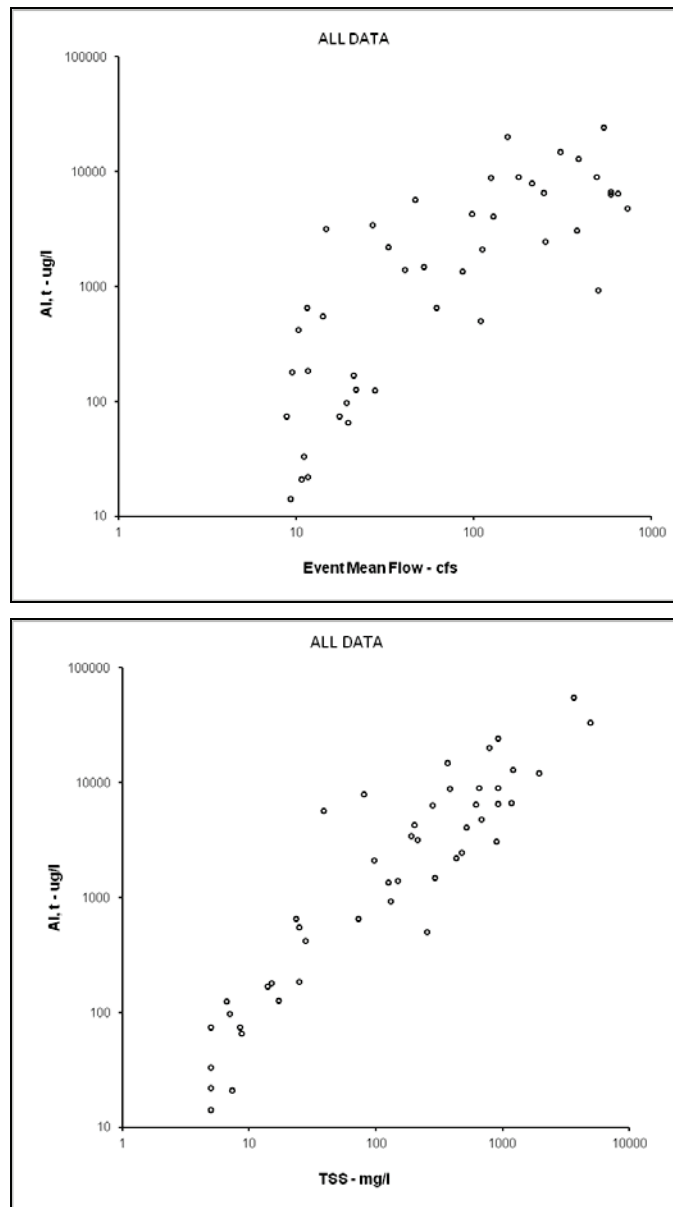 ALL DATA
100000
10000
1000
100
10
1 10 100 1000
Al, t - ug/l
Event Mean Flow - cfs
ALL DATA
100000
10000
1000
100
10
1 10 100 1000 10000
Al, t - ug/l
TSS - mg/l